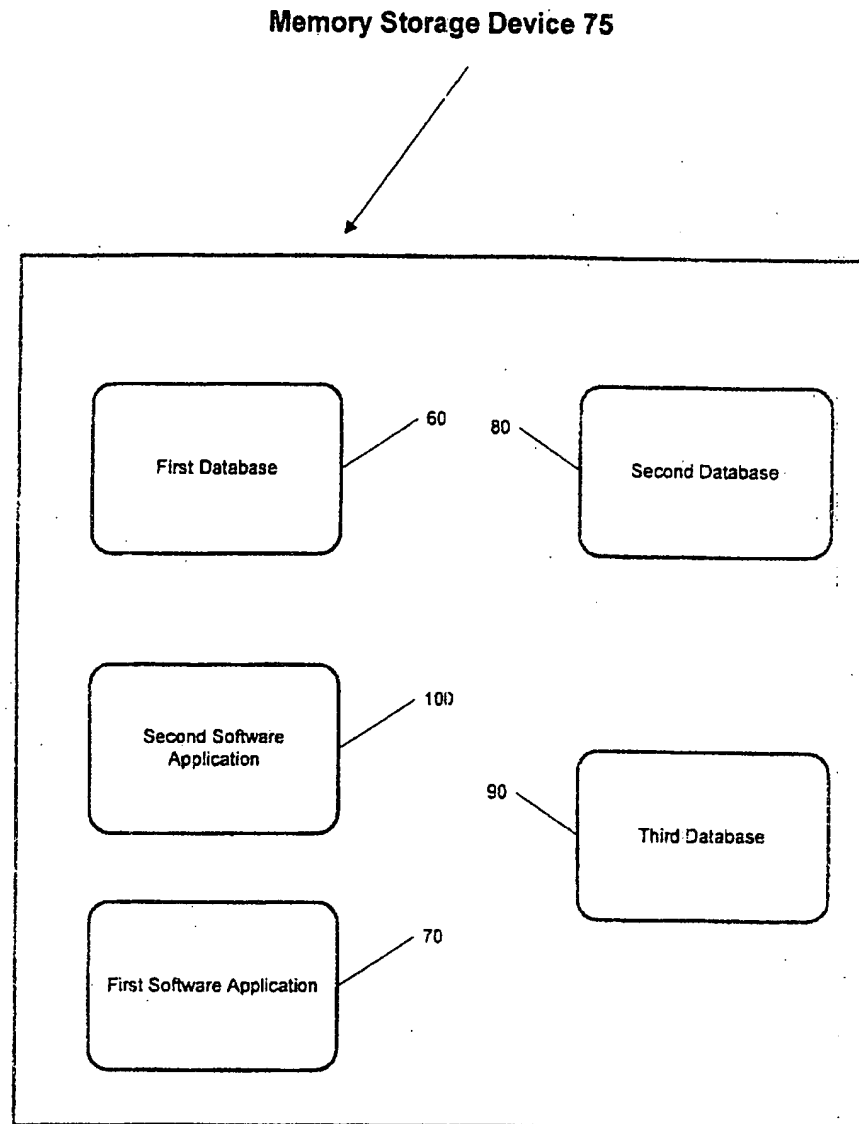 Memory Storage Device 75
First Database
60
80
Second Database
Second Software
Application
100
90
Third Database
First Software Application
70